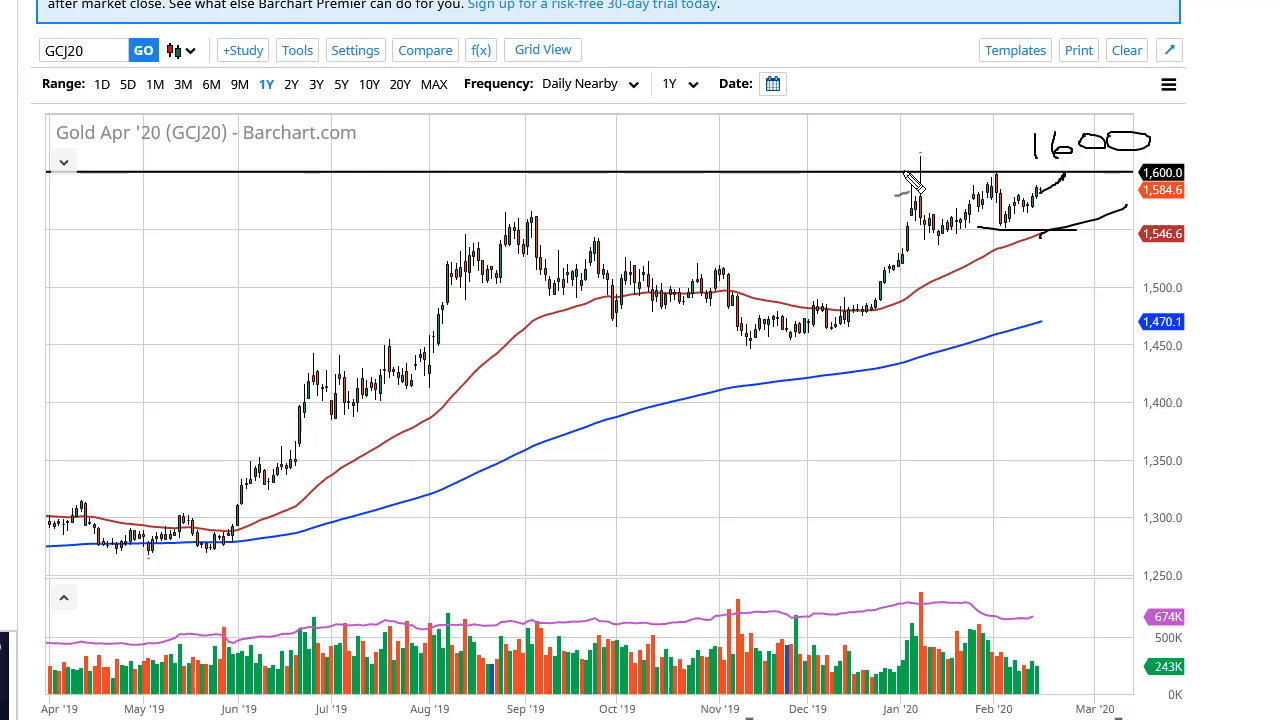 after market close. See what else Barchart Premier can do for you. Sign up for a risk-free 30-day trial today.
GCJ20 GO +Study Tools Settings Compare f(x) Grid View Templates Print Clear
Range: 1D 5D 1M 3M 6M 9M 1Y 2Y 3Y 5Y 10Y 20Y MAX Frequency: Daily Nearby 1Y Date:
Gold Apr '20 (GCJ20) - Barchart.com
1600
1,600.0
1,584.6
1,546.6
1,500.0
1,470.1
1,450.0
1,400.0
1,350.0
1,300.0
1,250.0
674K
500K
243K
0K
Apr '19 May '19 Jun '19 Jul '19 Aug '19 Sep '19 Oct '19 Nov '19 Dec '19 Jan '20 Feb '20 Mar '20